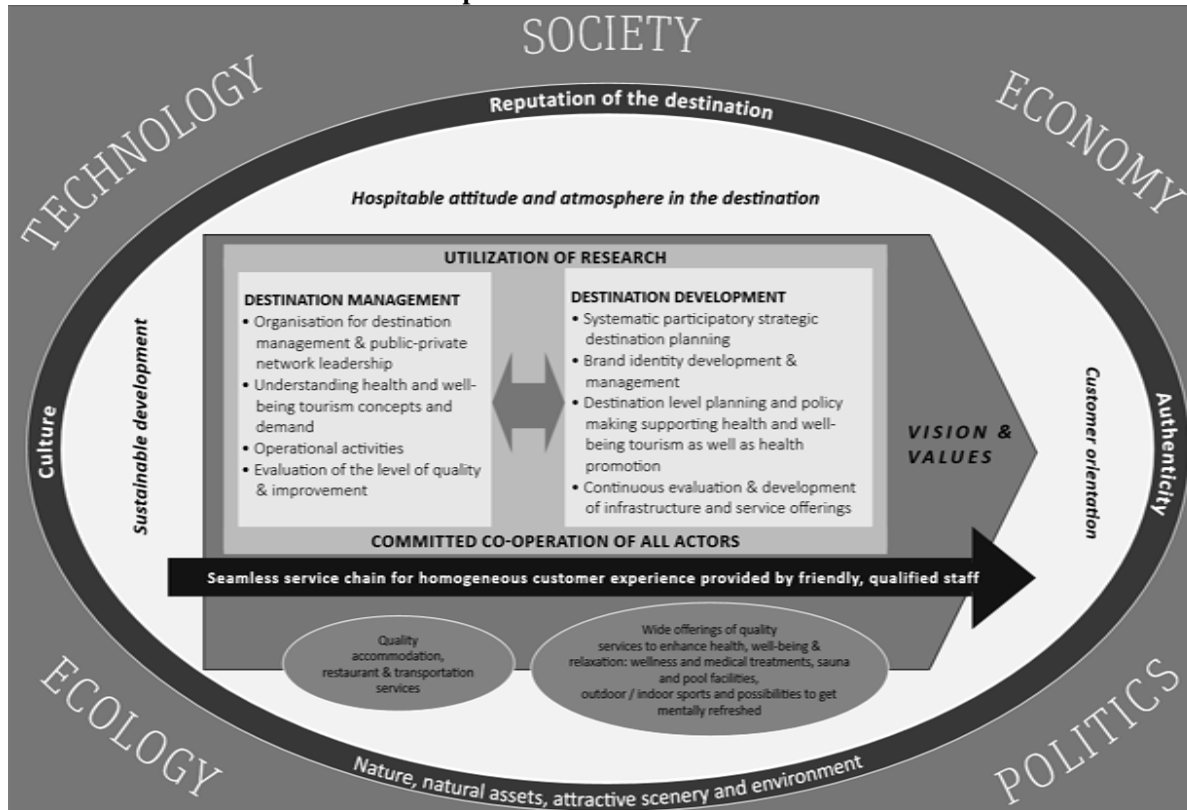 SOCIETY
TECHNOLOGY
ECONOMY
Reputation of the destination
Hospitable attitude and atmosphere in the destination
UTILIZATION OF RESEARCH
DESTINATION MANAGEMENT
• Organisation for destination
management & public-private
network leadership
• Understanding health and well-
being tourism concepts and
demand
• Operational activities
• Evaluation of the level of quality
& improvement
DESTINATION DEVELOPMENT
• Systematic participatory strategic
destination planning
• Brand identity development &
management
• Destination level planning and policy
making supporting health and well-
being tourism as well as health
promotion
• Continuous evaluation & development
of infrastructure and service offerings
Culture
Sustainable development
VISION &
VALUES
Customer orientation
Authenticity
COMMITTED CO-OPERATION OF ALL ACTORS
Seamless service chain for homogeneous customer experience provided by friendly, qualified staff
Quality
accommodation,
restaurant & transportation
services
Wide offerings of quality
services to enhance health, well-being &
relaxation: wellness and medical treatments, sauna
and pool facilities,
outdoor / indoor sports and possibilities to get
mentally refreshed
Nature, natural assets, attractive scenery and environment
ECOLOGY
POLITICS